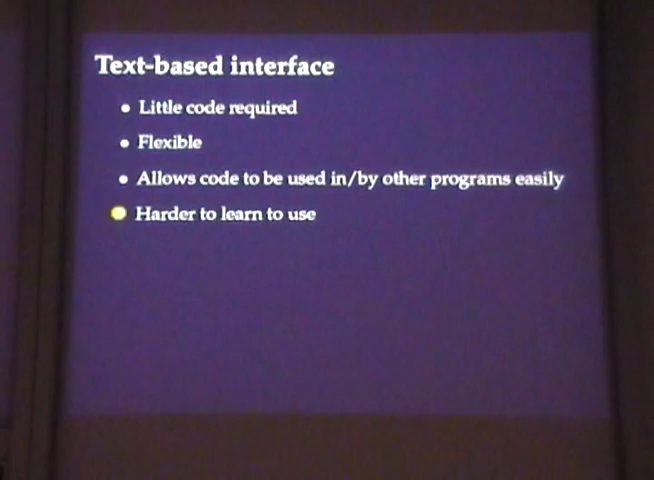 Text-based interface
• Little code required
• Flexible
• Allows code to be used in/by other programs easily
• Harder to learn to use